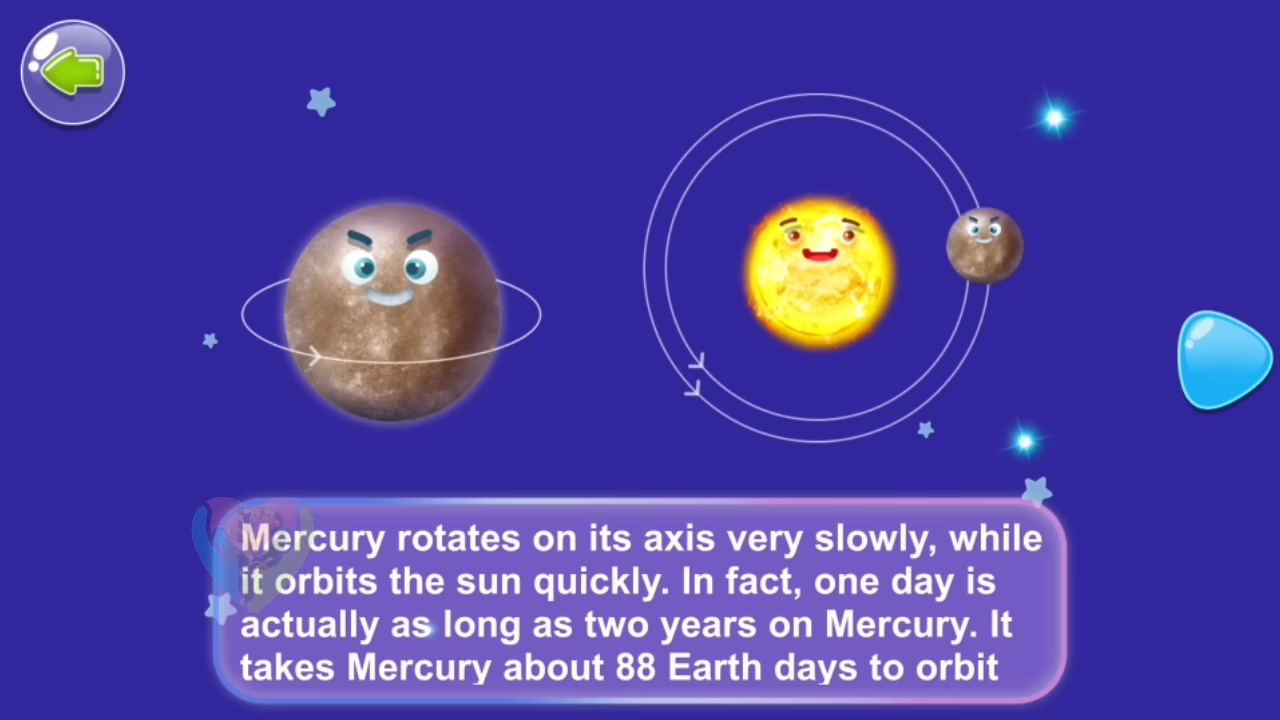 Mercury rotates on its axis very slowly, while
it orbits the sun quickly. In fact, one day is
actually as long as two years on Mercury. It
takes Mercury about 88 Earth days to orbit